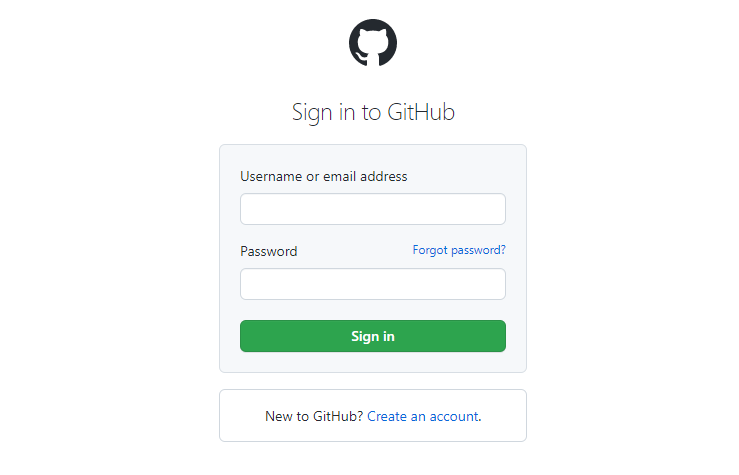 Sign in to GitHub
Username or email address
Password Forgot password?
Sign in
New to GitHub? Create an account.